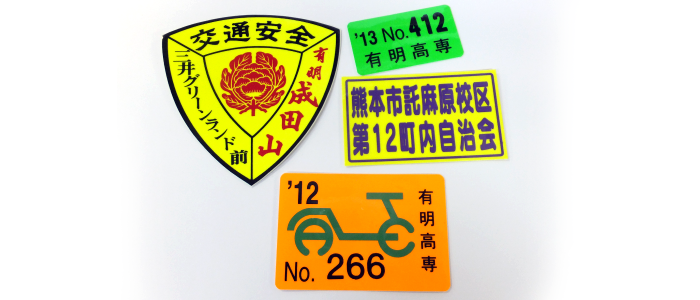 交通安全
三井グリーンランド前
有明
成田山
'13 No.412
有明高専
熊本市託麻原校区
第12町内自治会
'12
有明高専
No. 266